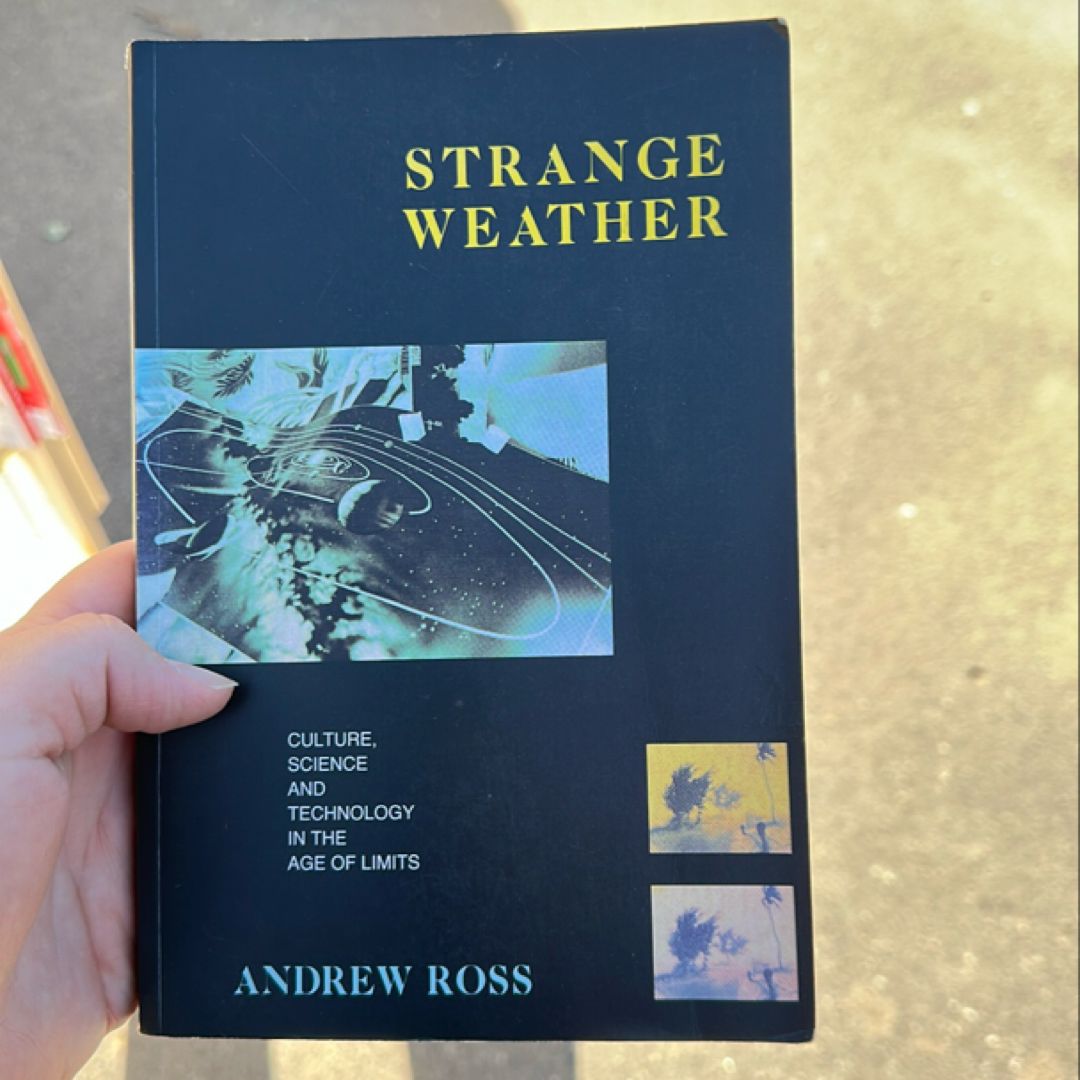 STRANGE
WEATHER
CULTURE,
SCIENCE
AND
TECHNOLOGY
IN THE
AGE OF LIMITS
ANDREW ROSS